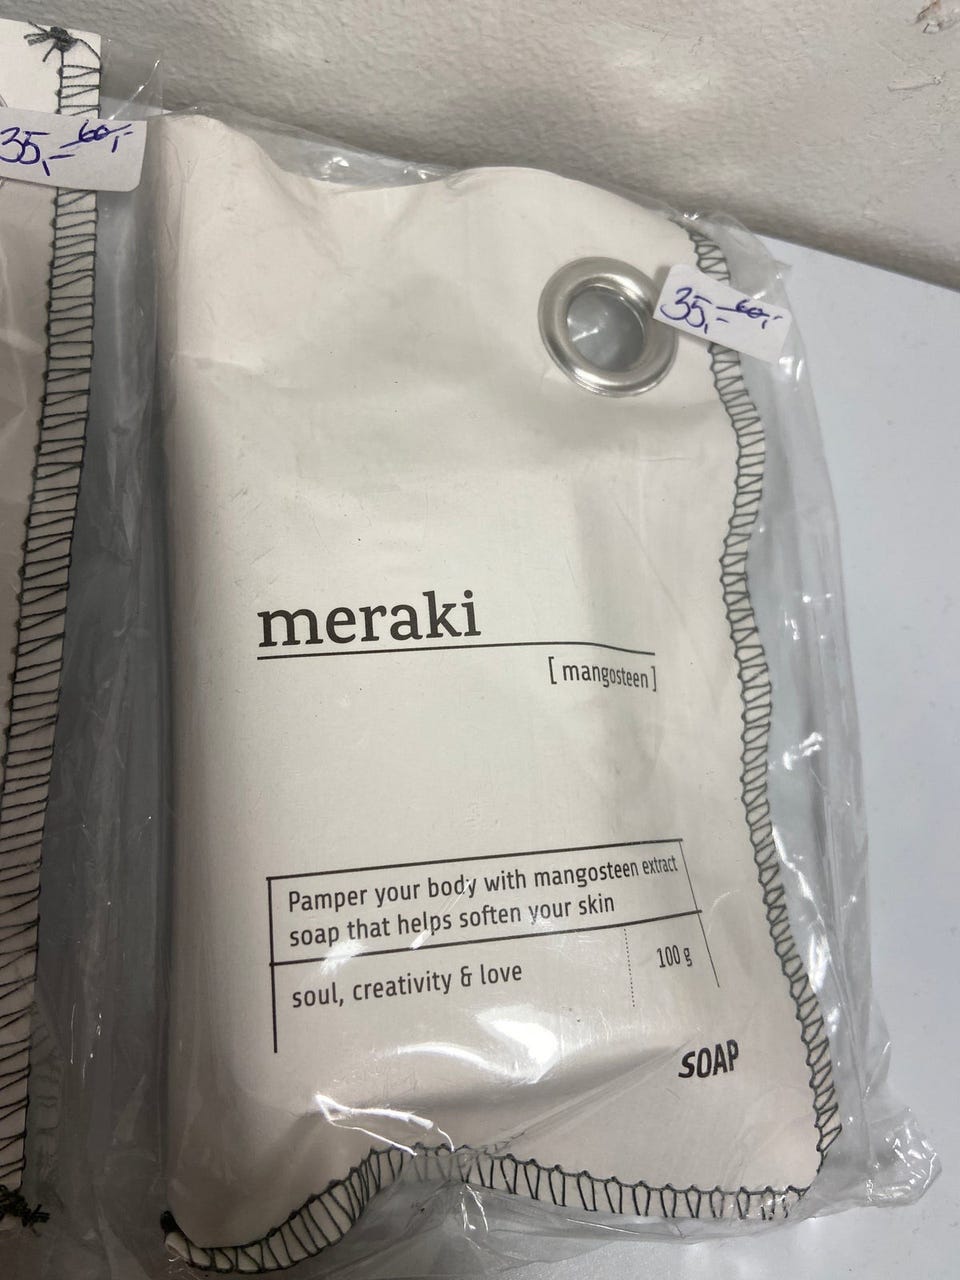 35,- 60,-
35,- 60,-
meraki
[ mangosteen ]
Pamper your body with mangosteen extract
soap that helps soften your skin
soul, creativity & love
100 g
SOAP